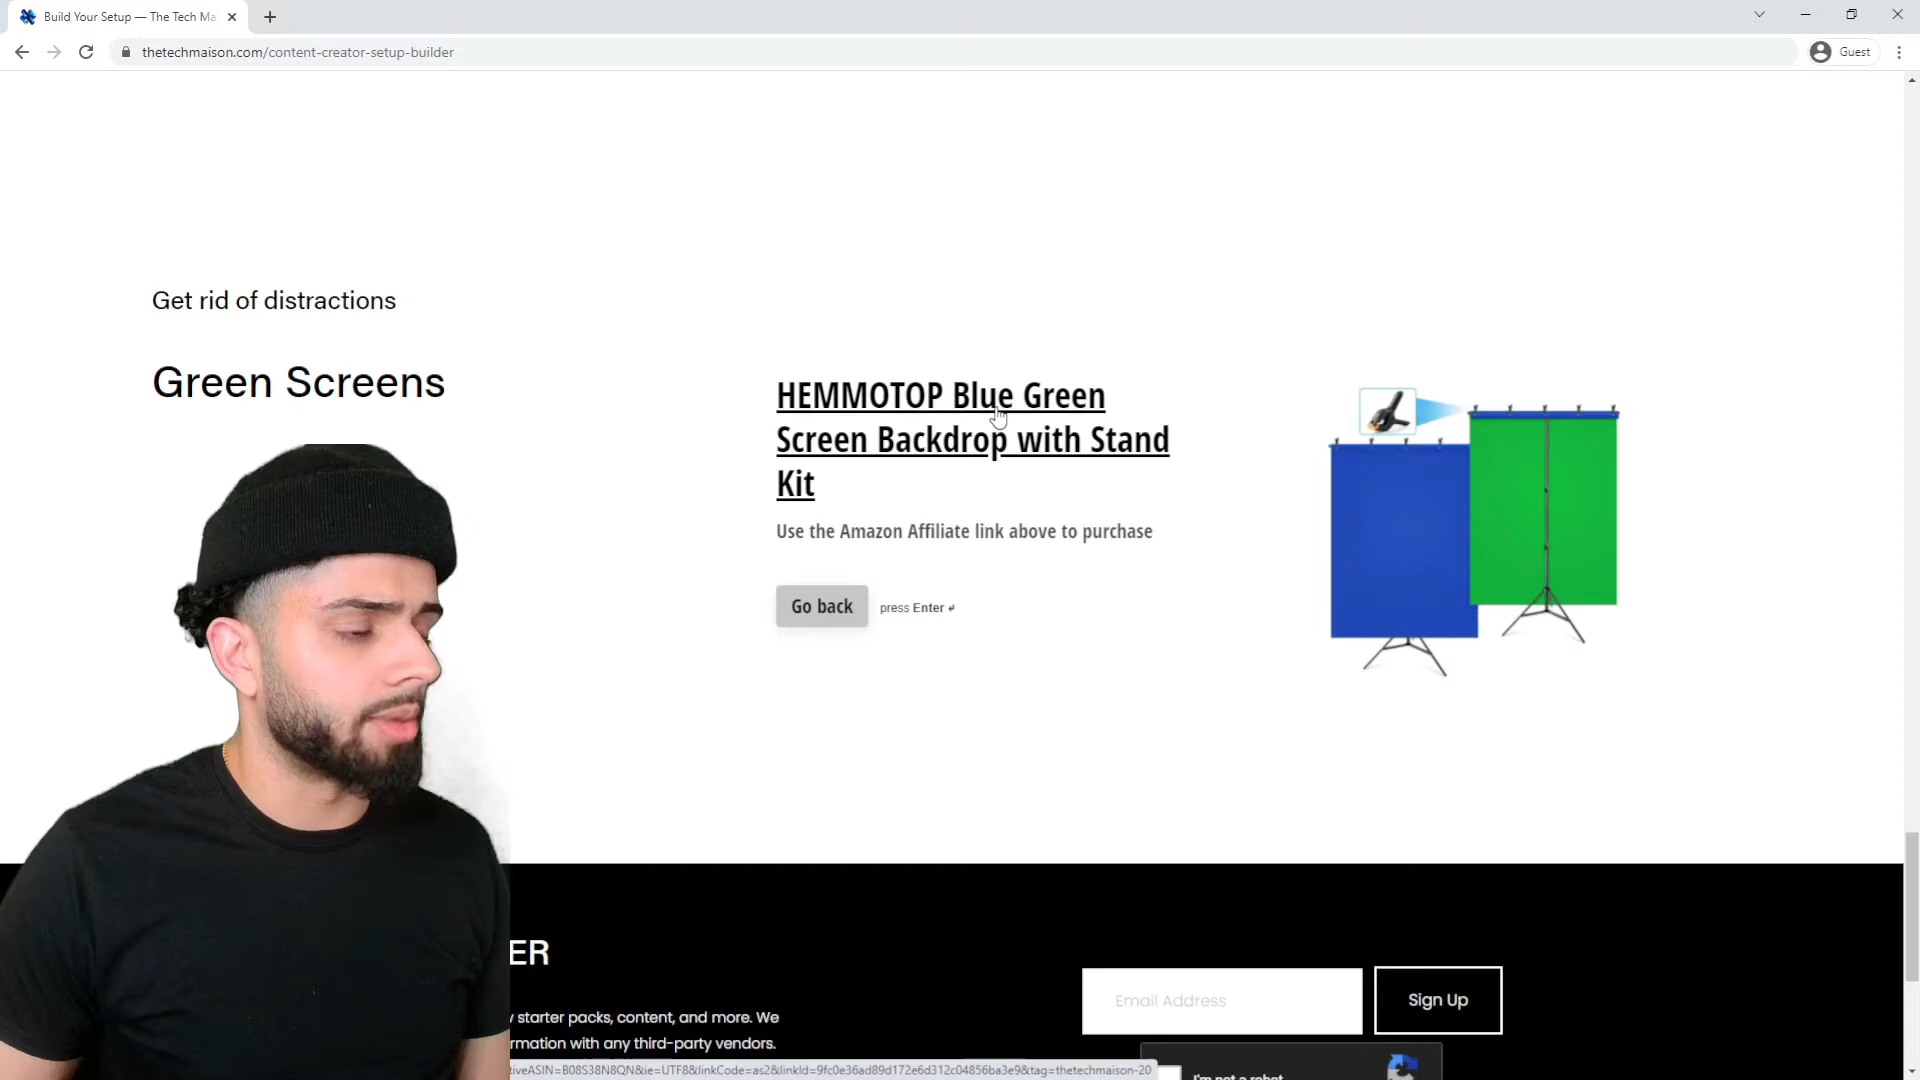 Build Your Setup — The Tech Ma
thetechmaison.com/content-creator-setup-builder
Guest
Get rid of distractions
Green Screens
HEMMOTOP Blue Green
Screen Backdrop with Stand
Kit
Use the Amazon Affiliate link above to purchase
Go back
press Enter ↵
ER
starter packs, content, and more. We
rmation with any third-party vendors.
Email Address
Sign Up
tiveASIN=B08S38N8QN&ie=UTF8&linkCode=as2&linkId=9fc0e36ad89d172e6d312c04856ba3e9&tag=thetechmaison-20
I'm not a robot